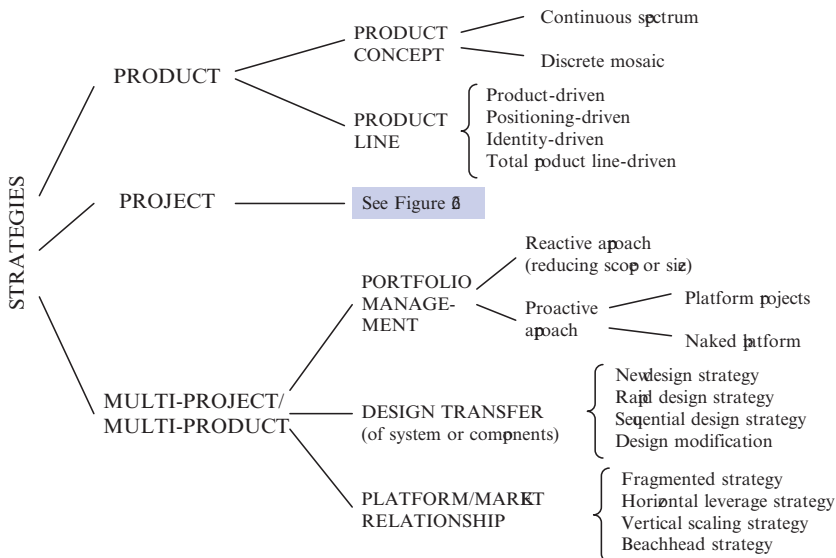 STRATEGIES
PRODUCT
PRODUCT
CONCEPT
Continuous spectrum
Discrete mosaic
PRODUCT
LINE
Product-driven
Positioning-driven
Identity-driven
Total product line-driven
PROJECT
See Figure
MULTI-PROJECT/
MULTI-PRODUCT
PORTFOLIO
MANAGE-
MENT
Reactive approach
(reducing scope or size)
Proactive
approach
Platform projects
Naked platform
DESIGN TRANSFER
(of system or components)
New design strategy
Rapid design strategy
Sequential design strategy
Design modification
PLATFORM/MARKET
RELATIONSHIP
Fragmented strategy
Horizontal leverage strategy
Vertical scaling strategy
Beachhead strategy